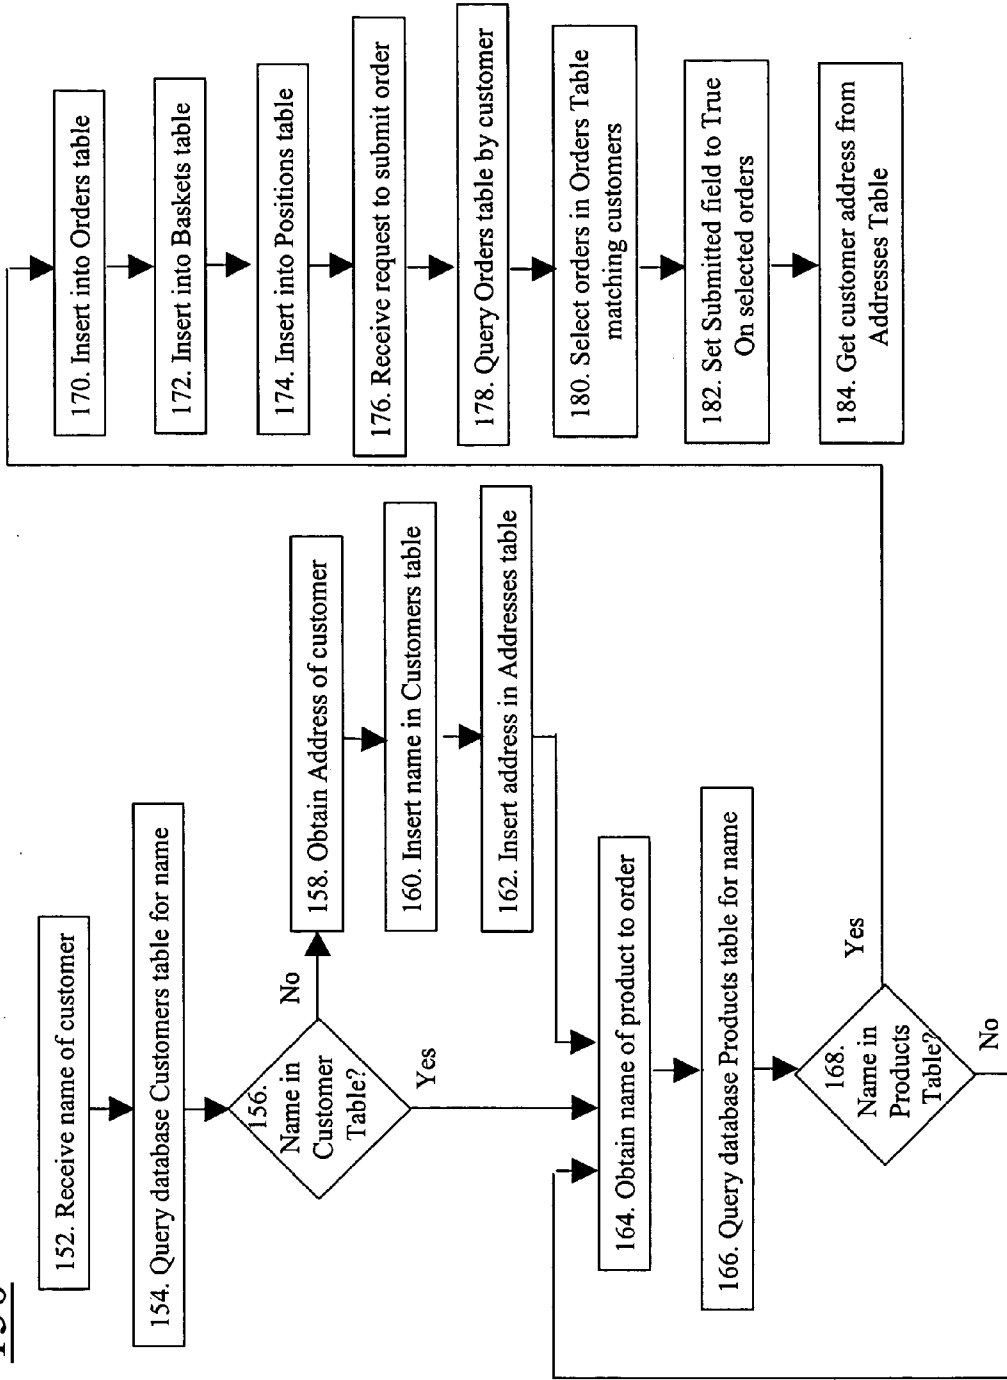 152. Receive name of customer
154. Query database Customers table for name
156.
Name in
Customer
Table?
No
Yes
158. Obtain Address of customer
160. Insert name in Customers table
162. Insert address in Addresses table
164. Obtain name of product to order
166. Query database Products table for name
168.
Name in
Products
Table?
Yes
No
170. Insert into Orders table
172. Insert into Baskets table
174. Insert into Positions table
176. Receive request to submit order
178. Query Orders table by customer
180. Select orders in Orders Table
matching customers
182. Set Submitted field to True
On selected orders
184. Get customer address from
Addresses Table